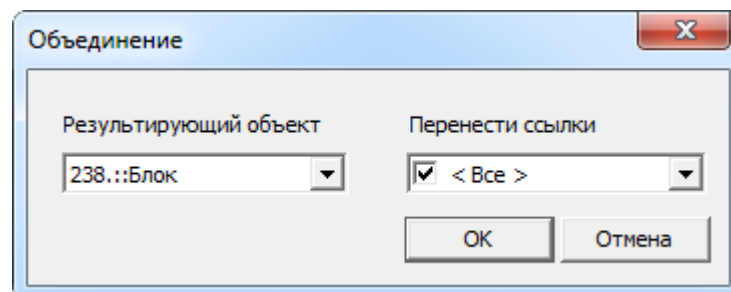 Объединение
Результирующий объект Перенести ссылки
238.::Блок < Все >
OK Отмена